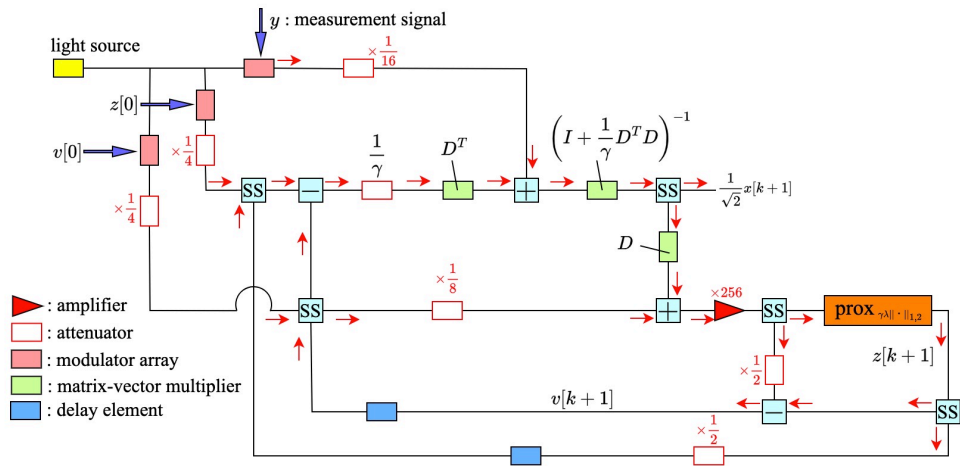 y : measurement signal
light source
×1/16
z[0]
v[0]
×1/4
×1/4
1/γ
D^T
(I + 1/γ D^T D)^{-1}
SS
−
+
SS
1/√2 x[k+1]
D
×1/8
×256
SS
+
SS
prox γλ||·||1,2
: amplifier
: attenuator
: modulator array
: matrix-vector multiplier
: delay element
×1/2
z[k+1]
v[k+1]
−
SS
×1/2